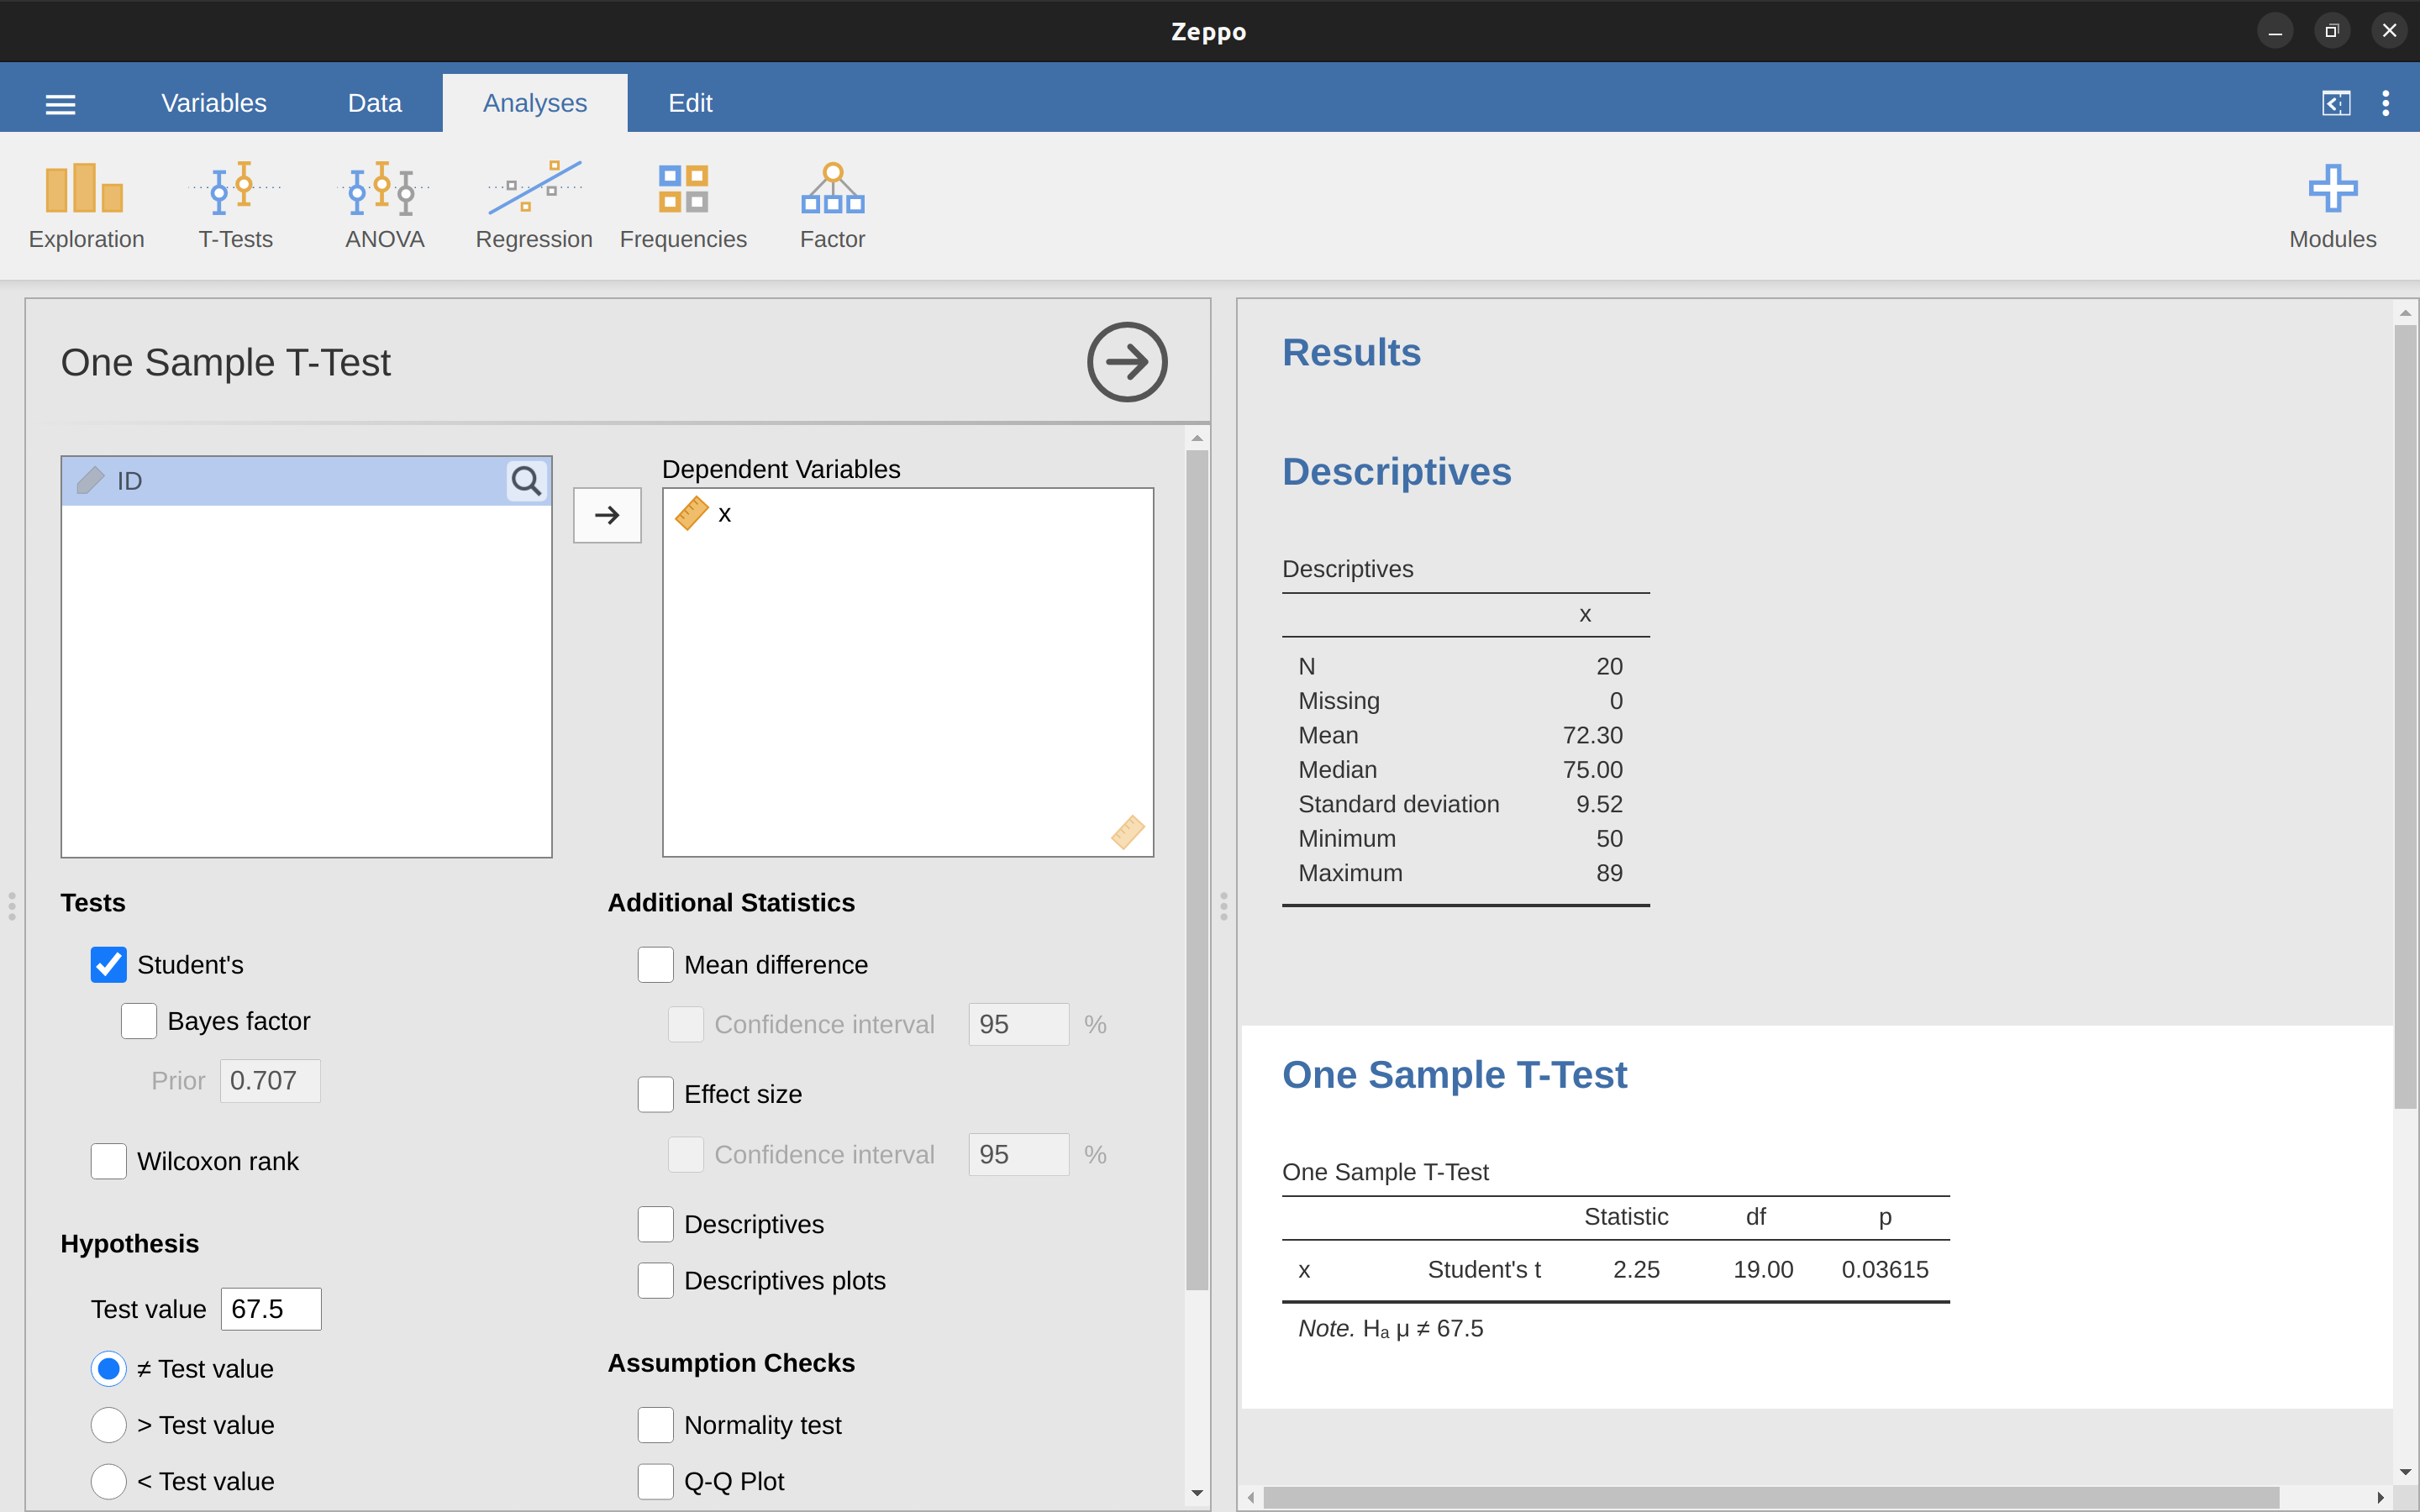 Zeppo
Variables Data Analyses Edit
Exploration T-Tests ANOVA Regression Frequencies Factor Modules
One Sample T-Test
ID
Dependent Variables
x
Tests
Student's
Bayes factor
Prior 0.707
Wilcoxon rank
Hypothesis
Test value 67.5
≠ Test value
> Test value
< Test value
Additional Statistics
Mean difference
Confidence interval 95 %
Effect size
Confidence interval 95 %
Descriptives
Descriptives plots
Assumption Checks
Normality test
Q-Q Plot
Results
Descriptives
Descriptives
x
N 20
Missing 0
Mean 72.30
Median 75.00
Standard deviation 9.52
Minimum 50
Maximum 89
One Sample T-Test
One Sample T-Test
Statistic df p
x Student's t 2.25 19.00 0.03615
Note. Hₐ μ ≠ 67.5